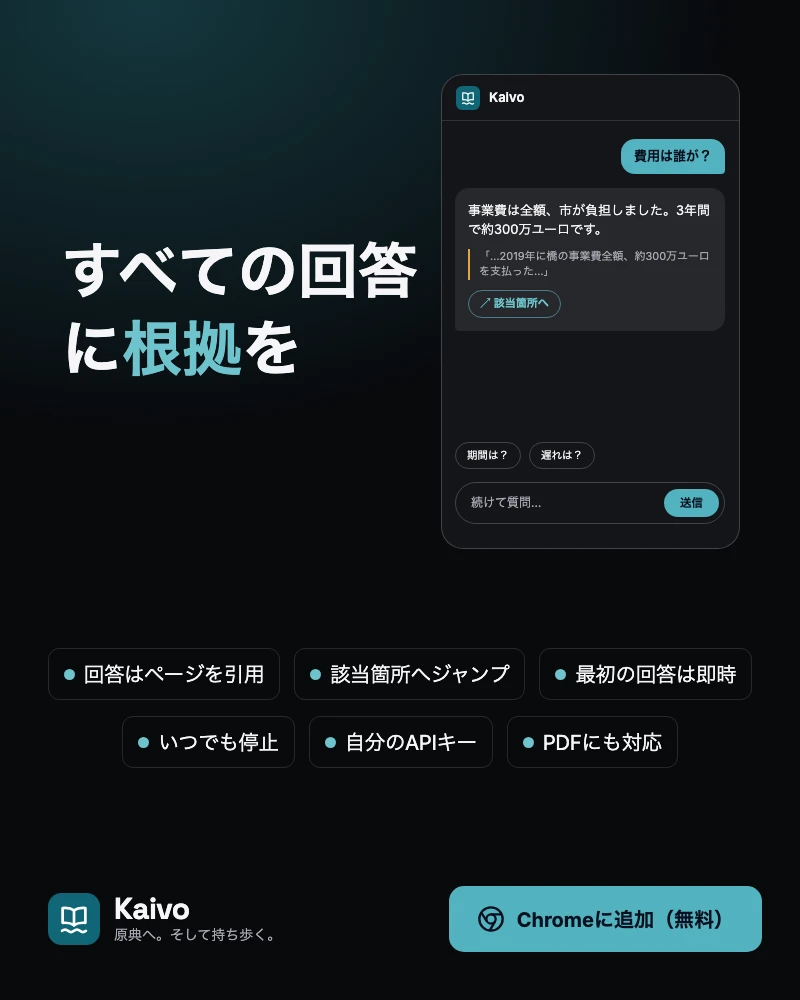 すべての回答
に根拠を
Kaivo
費用は誰が？
事業費は全額、市が負担しました。3年間
で約300万ユーロです。
「…2019年に橋の事業費全額、約300万ユーロ
を支払った…」
↗ 該当箇所へ
期間は？
遅れは？
続けて質問…
送信
回答はページを引用
該当箇所へジャンプ
最初の回答は即時
いつでも停止
自分のAPIキー
PDFにも対応
Kaivo
原典へ。そして持ち歩く。
Chromeに追加（無料）